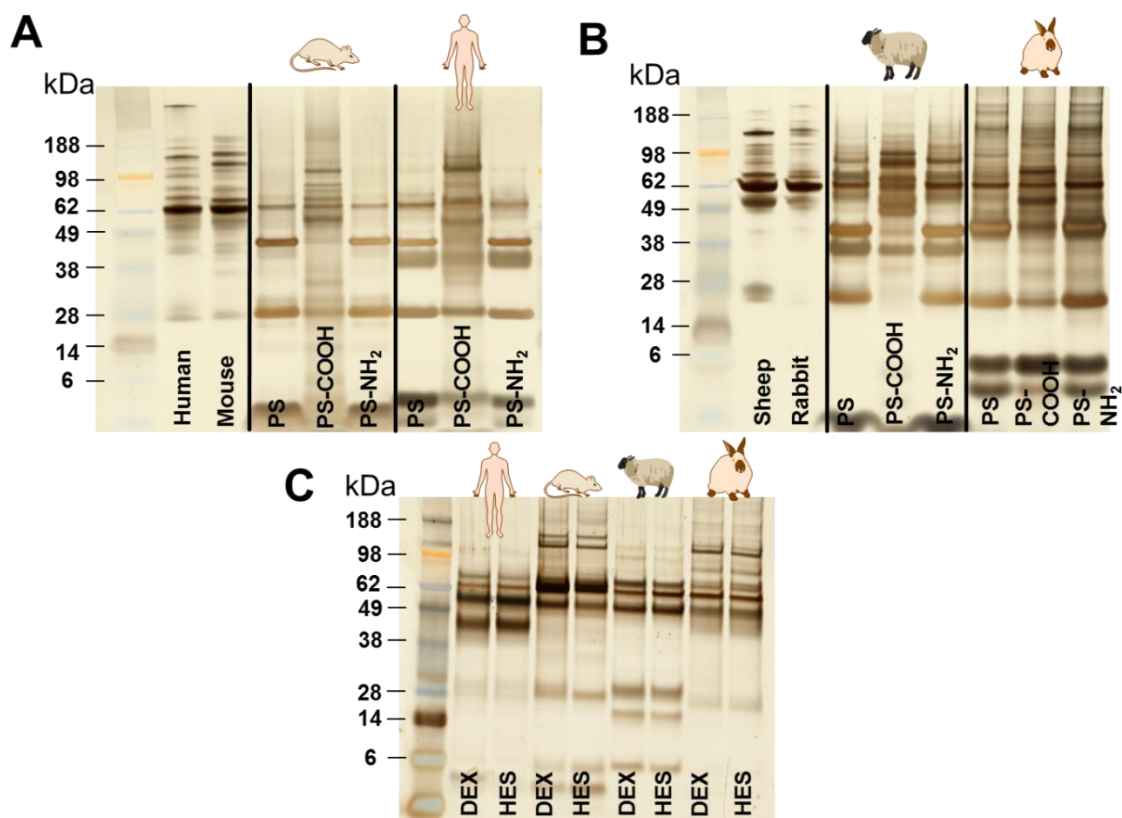 A
kDa
188
98
62
49
38
28
14
6
Human
Mouse
PS
PS-COOH
PS-NH2
PS
PS-COOH
PS-NH2
B
kDa
188
98
62
49
38
28
14
6
Sheep
Rabbit
PS
PS-COOH
PS-NH2
PS
PS-
COOH
PS-
NH2
C
kDa
188
98
62
49
38
28
14
6
DEX
HES
DEX
HES
DEX
HES
DEX
HES